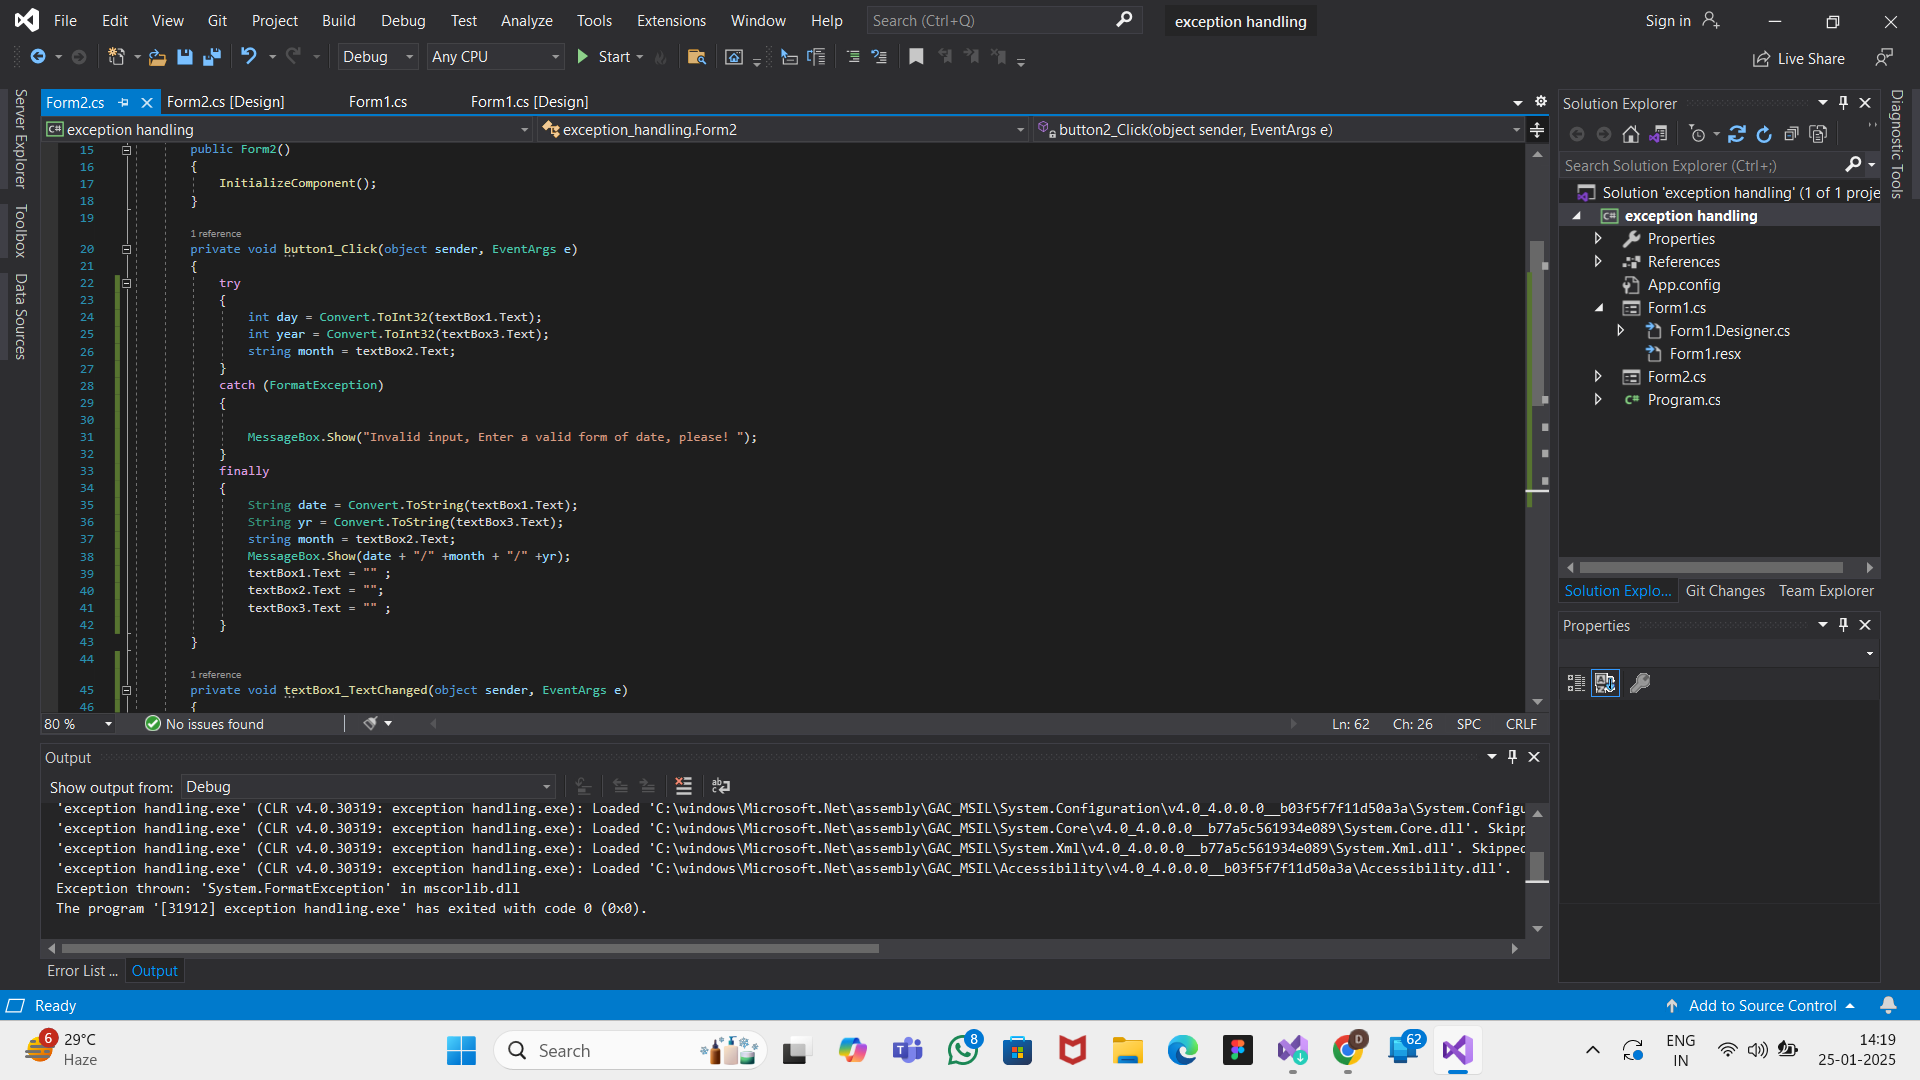 File Edit View Git Project Build Debug Test Analyze Tools Extensions Window Help Search (Ctrl+Q) exception handling Sign in
Debug Any CPU Start Live Share
Server Explorer
Toolbox
Data Sources
Form2.cs Form2.cs [Design] Form1.cs Form1.cs [Design]
exception handling exception_handling.Form2 button2_Click(object sender, EventArgs e)
15 public Form2()
16 {
17 InitializeComponent();
18 }
19
1 reference
20 private void button1_Click(object sender, EventArgs e)
21 {
22 try
23 {
24 int day = Convert.ToInt32(textBox1.Text);
25 int year = Convert.ToInt32(textBox3.Text);
26 string month = textBox2.Text;
27 }
28 catch (FormatException)
29 {
30
31 MessageBox.Show("Invalid input, Enter a valid form of date, please! ");
32 }
33 finally
34 {
35 String date = Convert.ToString(textBox1.Text);
36 String yr = Convert.ToString(textBox3.Text);
37 string month = textBox2.Text;
38 MessageBox.Show(date + "/" +month + "/" +yr);
39 textBox1.Text = "" ;
40 textBox2.Text = "";
41 textBox3.Text = "" ;
42 }
43 }
44
1 reference
45 private void textBox1_TextChanged(object sender, EventArgs e)
46 {
80 % No issues found Ln: 62 Ch: 26 SPC CRLF
Output
Show output from: Debug
'exception handling.exe' (CLR v4.0.30319: exception handling.exe): Loaded 'C:\windows\Microsoft.Net\assembly\GAC_MSIL\System.Configuration\v4.0_4.0.0.0__b03f5f7f11d50a3a\System.Configu
'exception handling.exe' (CLR v4.0.30319: exception handling.exe): Loaded 'C:\windows\Microsoft.Net\assembly\GAC_MSIL\System.Core\v4.0_4.0.0.0__b77a5c561934e089\System.Core.dll'. Skipp
'exception handling.exe' (CLR v4.0.30319: exception handling.exe): Loaded 'C:\windows\Microsoft.Net\assembly\GAC_MSIL\System.Xml\v4.0_4.0.0.0__b77a5c561934e089\System.Xml.dll'. Skipped
'exception handling.exe' (CLR v4.0.30319: exception handling.exe): Loaded 'C:\windows\Microsoft.Net\assembly\GAC_MSIL\Accessibility\v4.0_4.0.0.0__b03f5f7f11d50a3a\Accessibility.dll'.
Exception thrown: 'System.FormatException' in mscorlib.dll
The program '[31912] exception handling.exe' has exited with code 0 (0x0).
Error List ... Output
Solution Explorer
Search Solution Explorer (Ctrl+;)
Solution 'exception handling' (1 of 1 proje
C# exception handling
Properties
References
App.config
Form1.cs
Form1.Designer.cs
Form1.resx
Form2.cs
C# Program.cs
Solution Explo... Git Changes Team Explorer
Properties
Diagnostic Tools
Ready Add to Source Control
6 29°C
Haze
Search
8
D
62
ENG
IN
14:19
25-01-2025